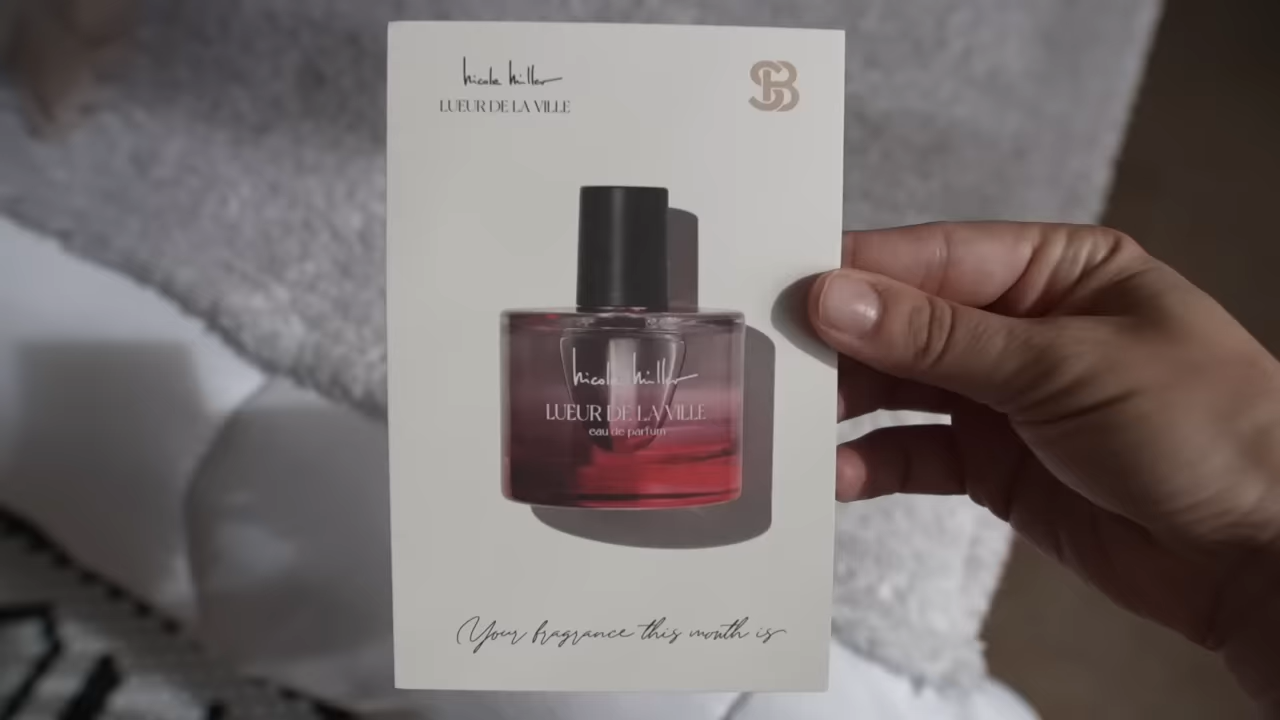 nicole miller
LUEUR DE LA VILLE
SB
nicole miller
LUEUR DE LA VILLE
eau de parfum
Your fragrance this month is